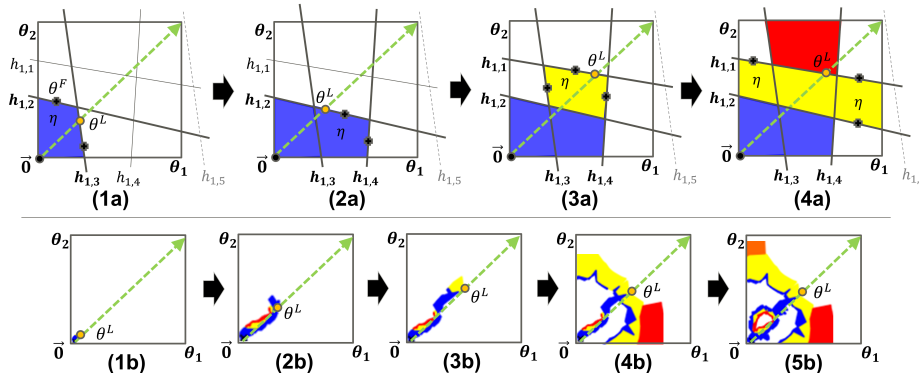 θ₂ θ₂ θ₂ θ₂
h₁,₁ θᶠ h₁,₂ η θᴸ 0⃗ θ₁ h₁,₃ h₁,₄ h₁,₅
h₁,₁ h₁,₂ θᴸ η 0⃗ θ₁ h₁,₃ h₁,₄ h₁,₅
h₁,₁ h₁,₂ θᴸ η 0⃗ θ₁ h₁,₃ h₁,₄ h₁,₅
h₁,₁ h₁,₂ η θᴸ η 0⃗ θ₁ h₁,₃ h₁,₄
(1a) (2a) (3a) (4a)
θ₂ θ₂ θ₂ θ₂ θ₂
θᴸ θᴸ θᴸ θᴸ θᴸ
0⃗ θ₁ 0⃗ θ₁ 0⃗ θ₁ 0⃗ θ₁ 0⃗ θ₁
(1b) (2b) (3b) (4b) (5b)